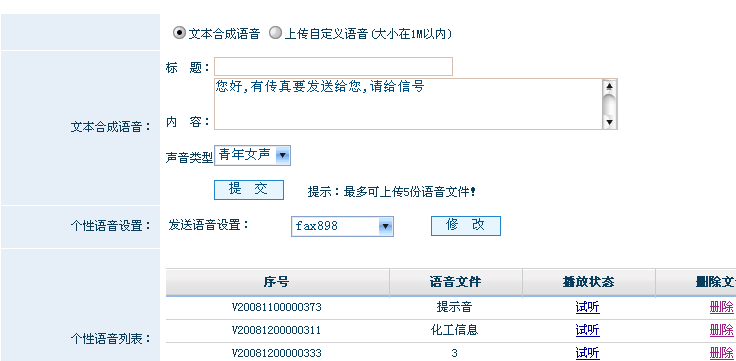 文本合成语音 上传自定义语音(大小在1M以内)
标 题：
您好,有传真要发送给您,请给信号
内 容：
文本合成语音：
声音类型 青年女声
提 交 提示：最多可上传5份语音文件!
个性语音设置： 发送语音设置： fax898 修 改
序号 语音文件 播放状态 删除文
V20081100000373 提示音 试听 删除
V20081200000311 化工信息 试听 删除
个性语音列表：
V20081200000333 3 试听 删除